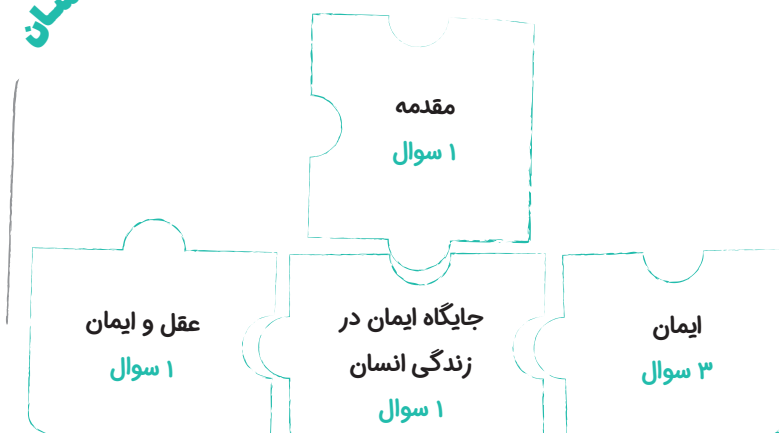 مقدمه
۱ سوال
ایمان
۳ سوال
جایگاه ایمان در
زندگی انسان
۱ سوال
عقل و ایمان
۱ سوال